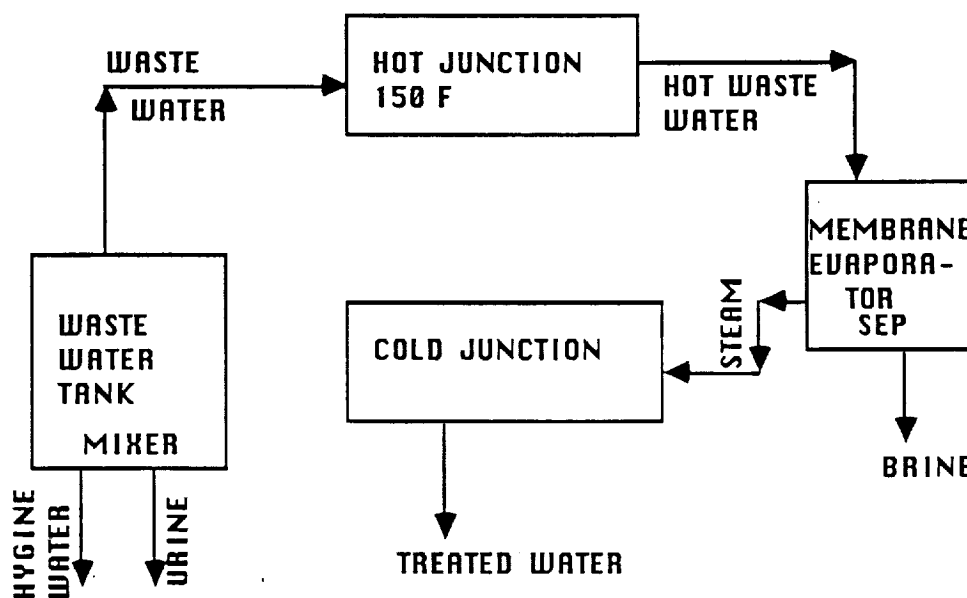 WASTE
WATER
HOT JUNCTION
150 F
HOT WASTE
WATER
MEMBRANE
EVAPORA-
TOR
SEP
STEAM
COLD JUNCTION
WASTE
WATER
TANK
MIXER
BRINE
HYGINE
WATER
URINE
TREATED WATER